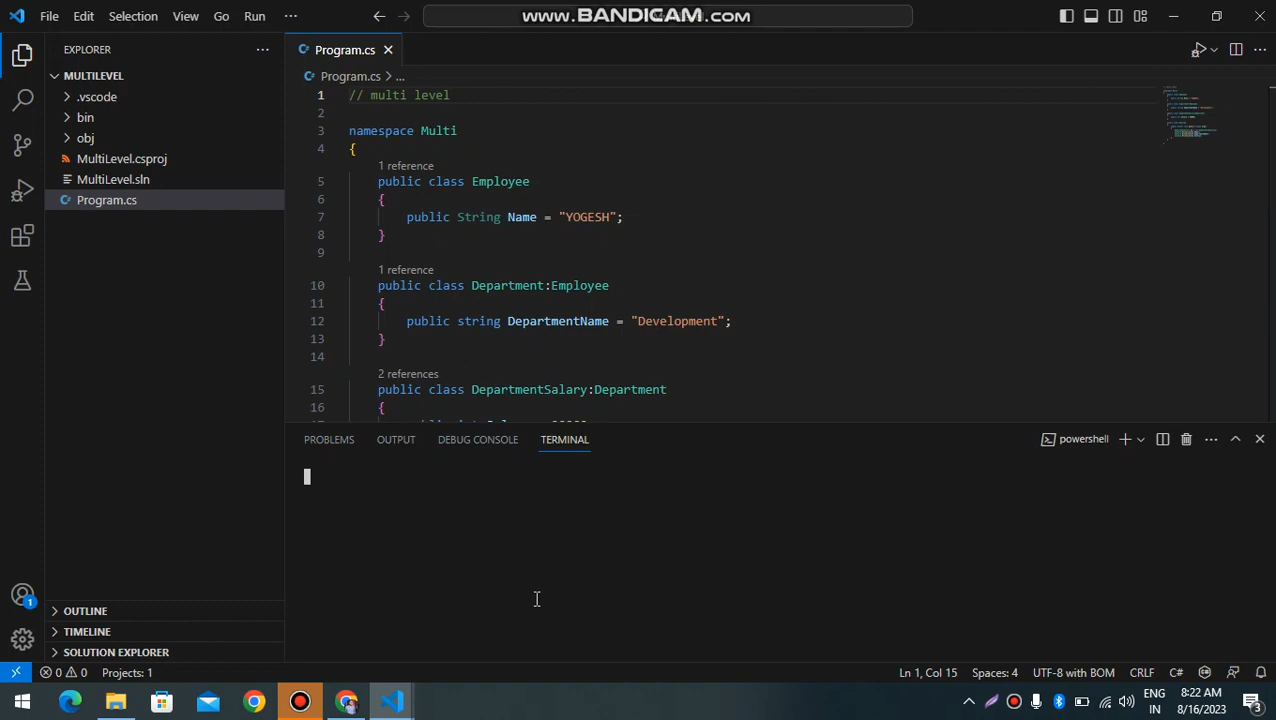 File Edit Selection View Go Run ···
www.BANDICAM.com
EXPLORER
MULTILEVEL
.vscode
bin
obj
MultiLevel.csproj
MultiLevel.sln
Program.cs
OUTLINE
TIMELINE
SOLUTION EXPLORER
Program.cs
Program.cs > ...
1 // multi level
2
3 namespace Multi
4 {
1 reference
5 public class Employee
6 {
7 public String Name = "YOGESH";
8 }
9
1 reference
10 public class Department:Employee
11 {
12 public string DepartmentName = "Development";
13 }
14
2 references
15 public class DepartmentSalary:Department
16 {
PROBLEMS OUTPUT DEBUG CONSOLE TERMINAL
powershell
1
0 0 Projects: 1
Ln 1, Col 15 Spaces: 4 UTF-8 with BOM CRLF C#
ENG
IN
8:22 AM
8/16/2023
3